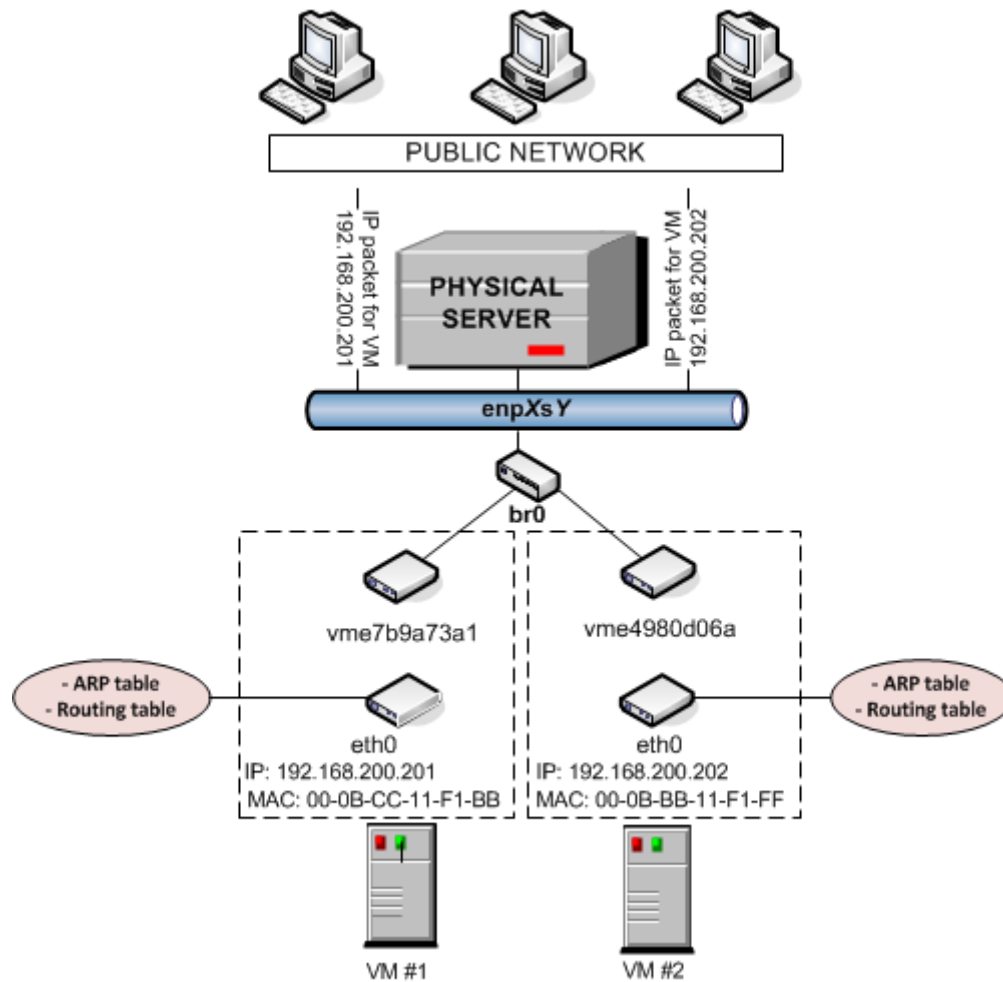 PUBLIC NETWORK
IP packet for VM
192.168.200.201
PHYSICAL
SERVER
IP packet for VM
192.168.200.202
enpXsY
br0
vme7b9a73a1
vme4980d06a
- ARP table
- Routing table
- ARP table
- Routing table
eth0
IP: 192.168.200.201
MAC: 00-0B-CC-11-F1-BB
eth0
IP: 192.168.200.202
MAC: 00-0B-BB-11-F1-FF
VM #1
VM #2